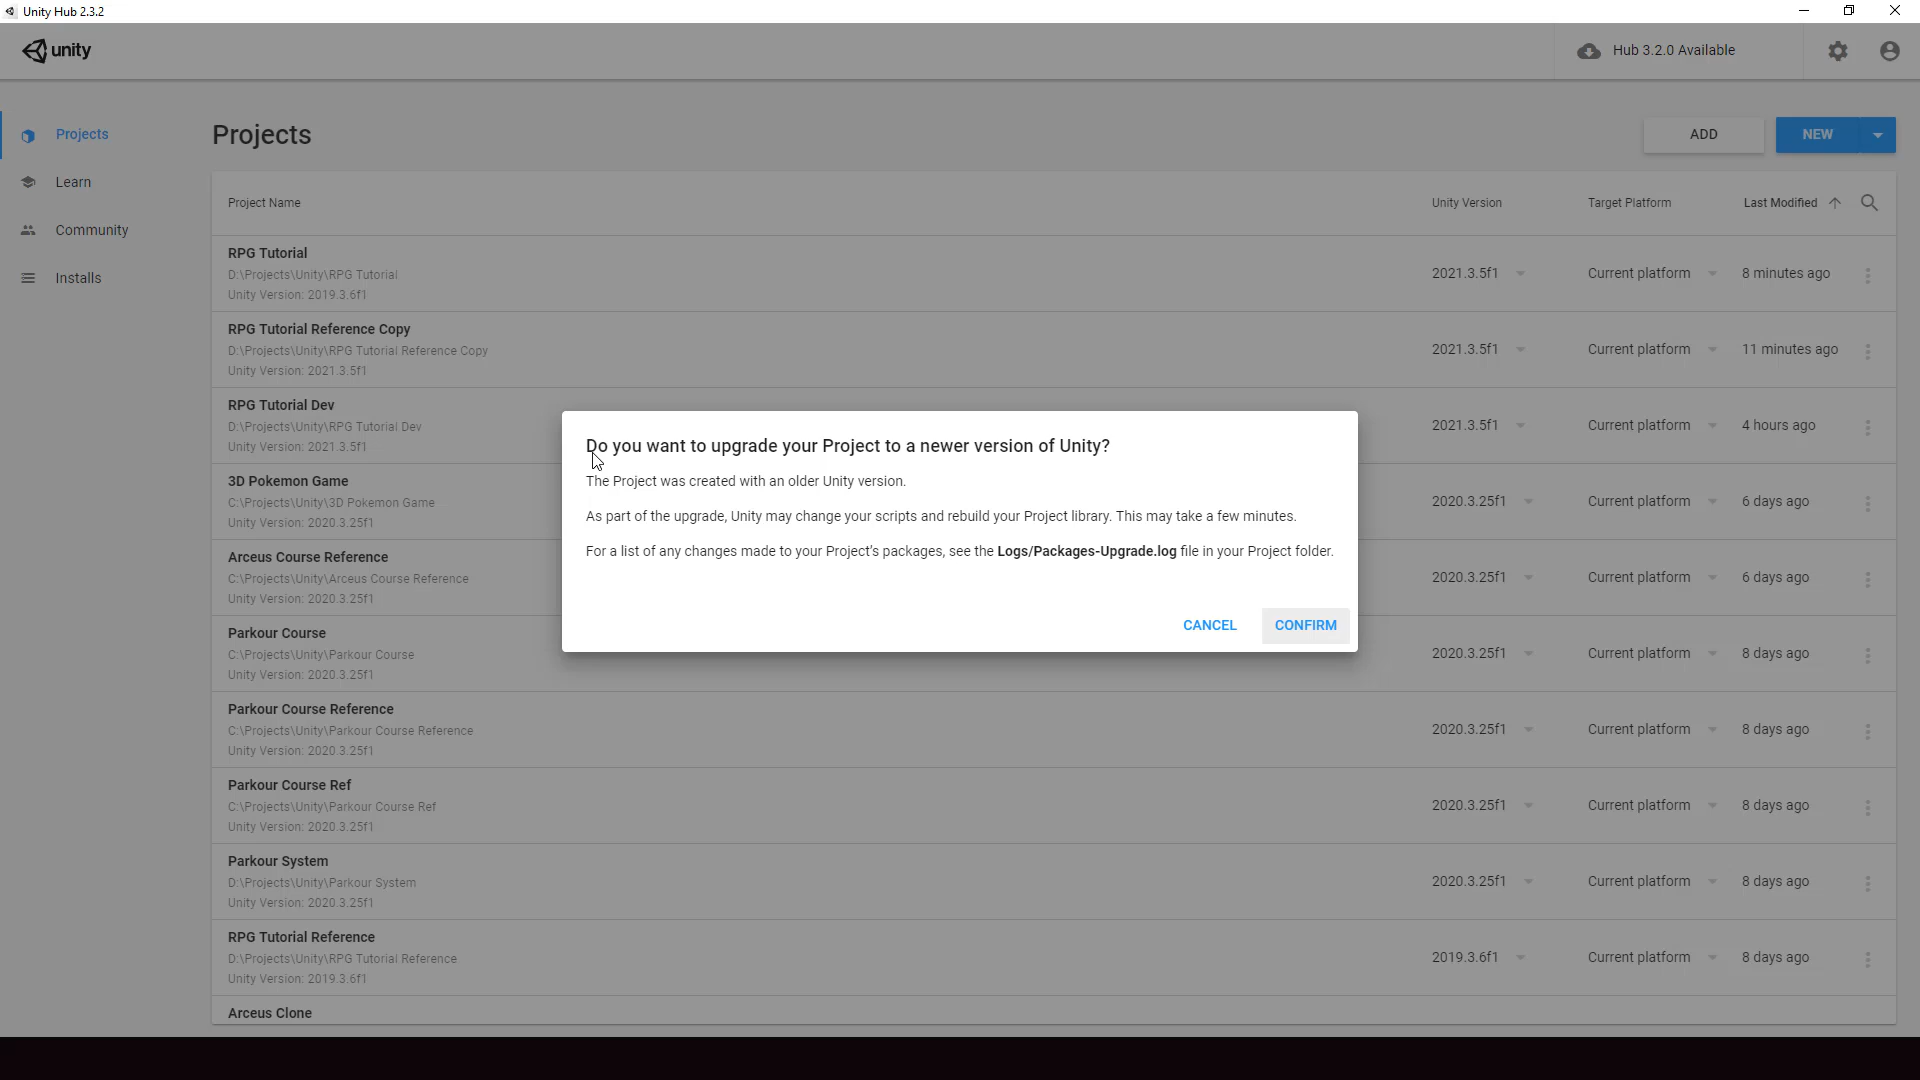 Unity Hub 2.3.2
unity
Hub 3.2.0 Available
Projects
Learn
Community
Installs
Projects
ADD
NEW
Project Name
Unity Version
Target Platform
Last Modified
RPG Tutorial
D:\Projects\Unity\RPG Tutorial
Unity Version: 2019.3.6f1
2021.3.5f1
Current platform
8 minutes ago
RPG Tutorial Reference Copy
D:\Projects\Unity\RPG Tutorial Reference Copy
Unity Version: 2021.3.5f1
2021.3.5f1
Current platform
11 minutes ago
RPG Tutorial Dev
D:\Projects\Unity\RPG Tutorial Dev
Unity Version: 2021.3.5f1
2021.3.5f1
Current platform
4 hours ago
3D Pokemon Game
C:\Projects\Unity\3D Pokemon Game
Unity Version: 2020.3.25f1
2020.3.25f1
Current platform
6 days ago
Arceus Course Reference
C:\Projects\Unity\Arceus Course Reference
Unity Version: 2020.3.25f1
2020.3.25f1
Current platform
6 days ago
Parkour Course
C:\Projects\Unity\Parkour Course
Unity Version: 2020.3.25f1
2020.3.25f1
Current platform
8 days ago
Parkour Course Reference
C:\Projects\Unity\Parkour Course Reference
Unity Version: 2020.3.25f1
2020.3.25f1
Current platform
8 days ago
Parkour Course Ref
C:\Projects\Unity\Parkour Course Ref
Unity Version: 2020.3.25f1
2020.3.25f1
Current platform
8 days ago
Parkour System
D:\Projects\Unity\Parkour System
Unity Version: 2020.3.25f1
2020.3.25f1
Current platform
8 days ago
RPG Tutorial Reference
D:\Projects\Unity\RPG Tutorial Reference
Unity Version: 2019.3.6f1
2019.3.6f1
Current platform
8 days ago
Arceus Clone
Do you want to upgrade your Project to a newer version of Unity?
The Project was created with an older Unity version.
As part of the upgrade, Unity may change your scripts and rebuild your Project library. This may take a few minutes.
For a list of any changes made to your Project's packages, see the Logs/Packages-Upgrade.log file in your Project folder.
CANCEL
CONFIRM